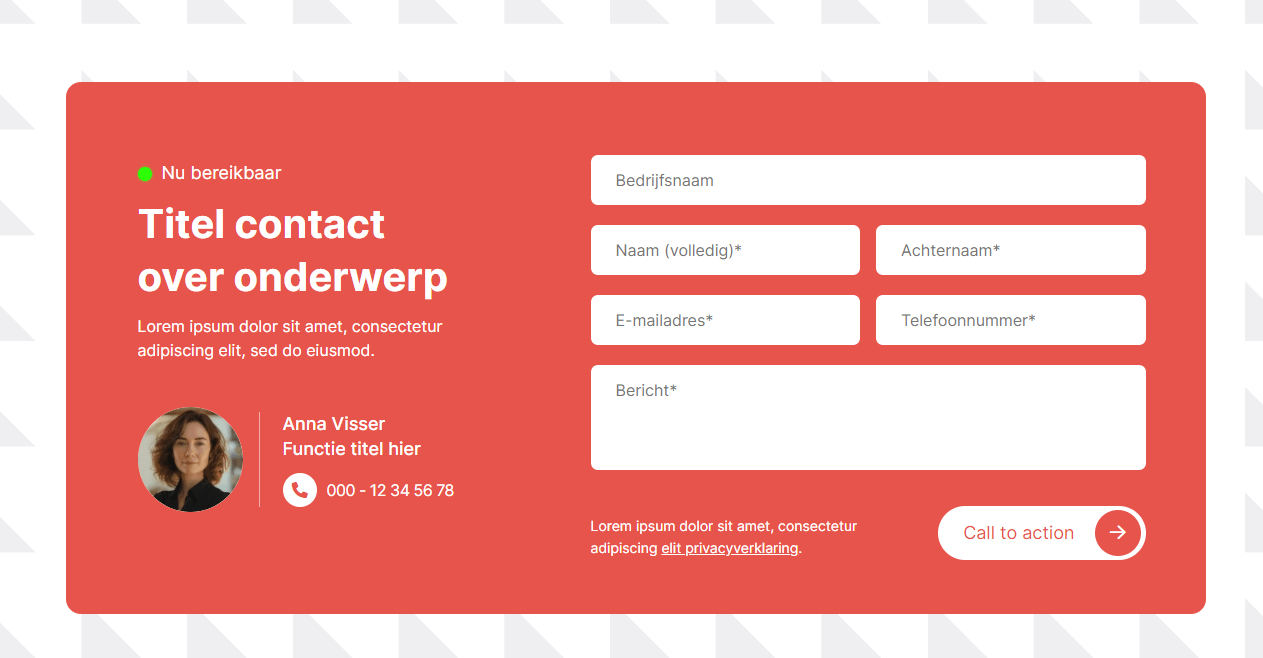 Nu bereikbaar
Titel contact
over onderwerp
Lorem ipsum dolor sit amet, consectetur
adipiscing elit, sed do eiusmod.
Anna Visser
Functie titel hier
000 - 12 34 56 78
Bedrijfsnaam
Naam (volledig)*
Achternaam*
E-mailadres*
Telefoonnummer*
Bericht*
Lorem ipsum dolor sit amet, consectetur
adipiscing elit privacyverklaring.
Call to action